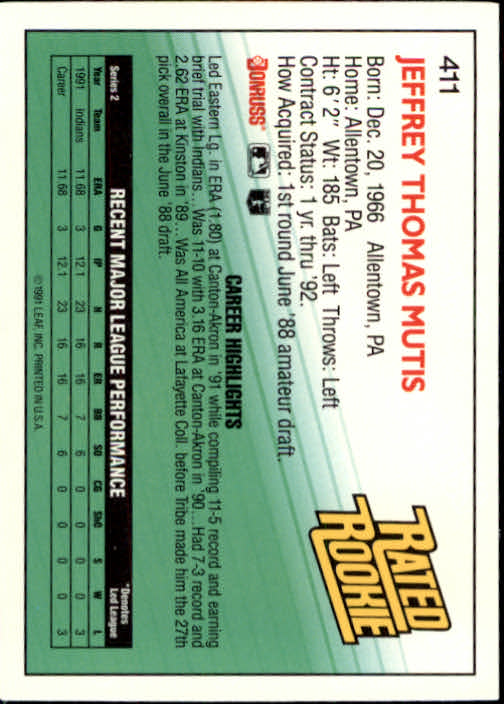 411
JEFFREY THOMAS MUTIS
RATED
ROOKIE
Born: Dec. 20, 1966 Allentown, PA
Home: Allentown, PA
Ht: 6'2" Wt: 185 Bats: Left Throws: Left
Contract Status: 1 yr. thru '92.
How Acquired: 1st round June '88 amateur draft.
DONRUSS®
CAREER HIGHLIGHTS
Led Eastern Lg. in ERA (1:80) at Canton-Akron in '91 while compiling 11-5 record and earning
brief trial with Indians...Was 11-10 with 3.16 ERA at Canton-Akron in '90...Had 7-3 record and
2.62 ERA at Kinston in '89...Was All America at Lafayette Coll. before Tribe made him the 27th
pick overall in the June '88 draft.
Series 2 RECENT MAJOR LEAGUE PERFORMANCE *Denotes
Led League
Year Team ERA G IP H R ER BB SO CG ShO S W L
1991 Indians 11.68 3 12.1 23 16 16 7 6 0 0 0 0 3
Career 11.68 3 12.1 23 16 16 7 6 0 0 0 0 3
©1991 LEAF, INC. PRINTED IN U.S.A.